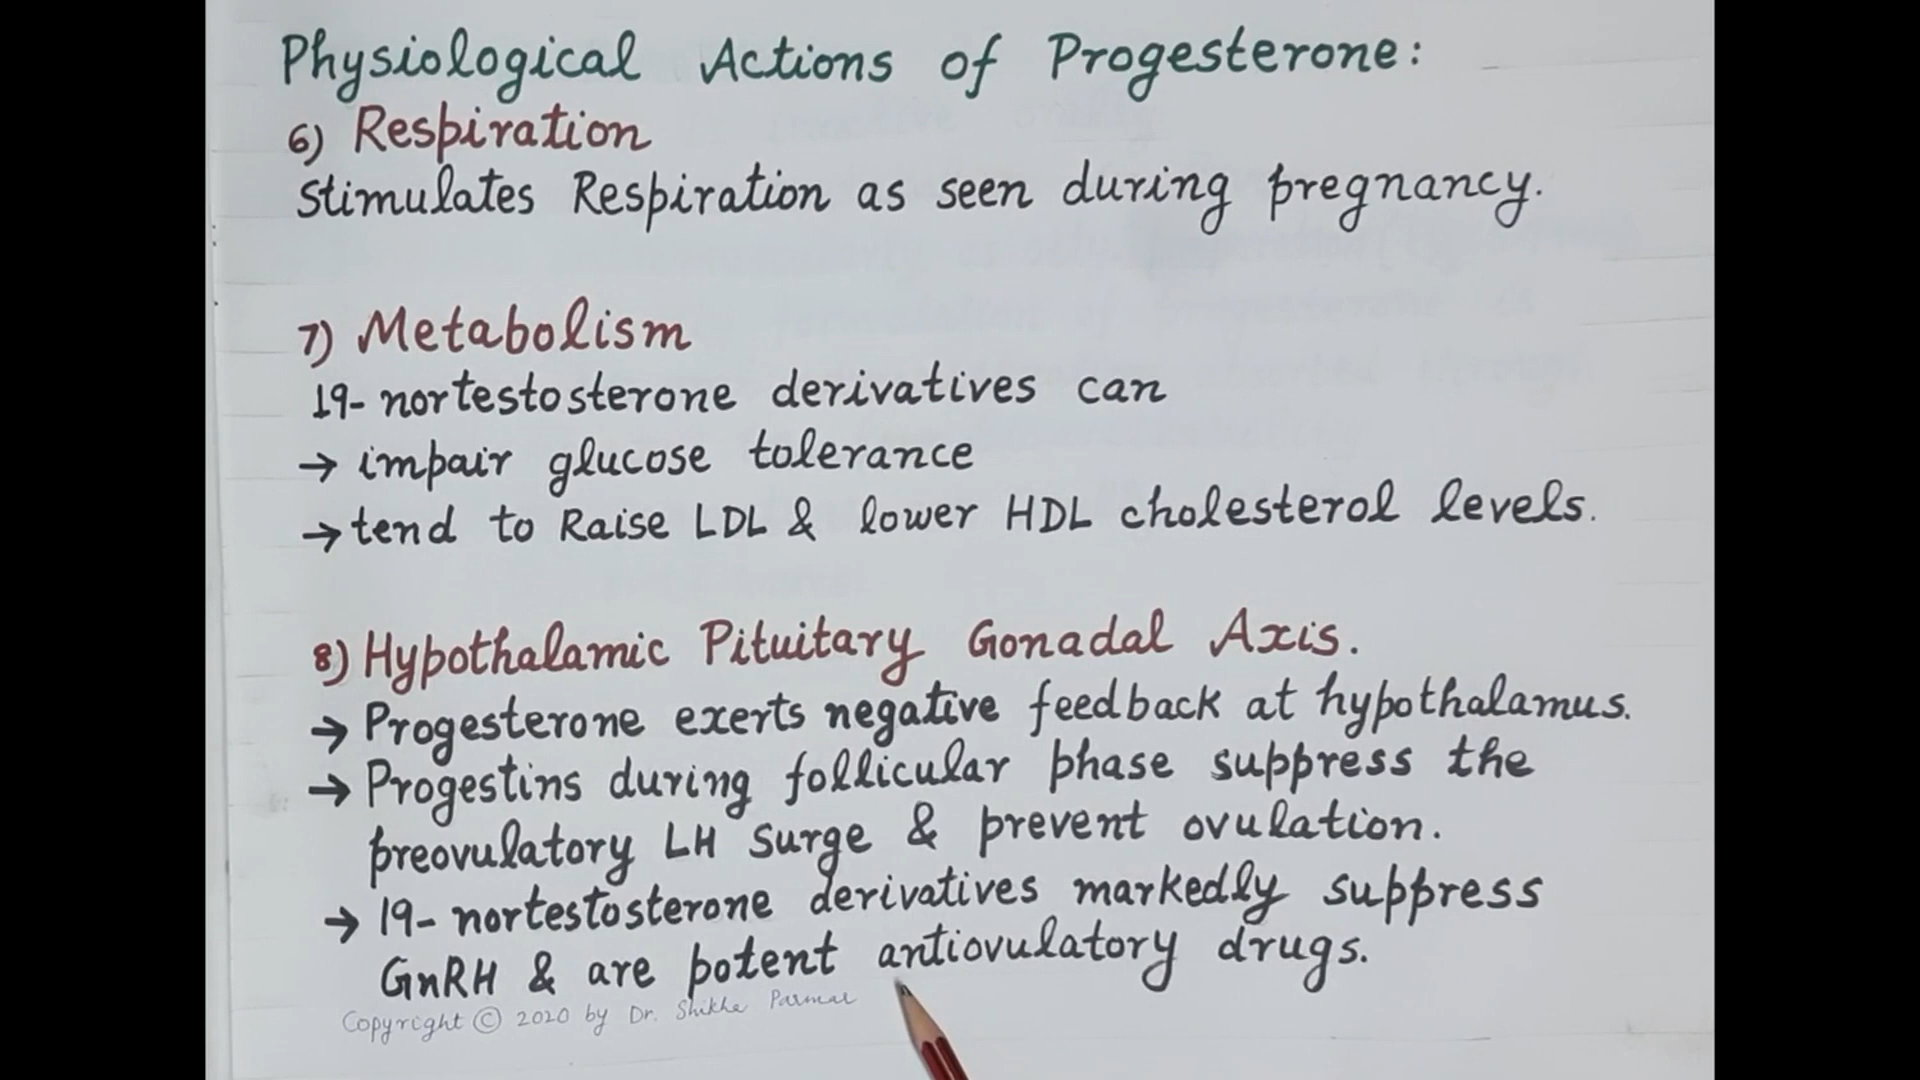 Physiological Actions of Progesterone:
6) Respiration
Stimulates Respiration as seen during pregnancy.
7) Metabolism
19- nortestosterone derivatives can
→ impair glucose tolerance
→ tend to Raise LDL & lower HDL cholesterol levels.
8) Hypothalamic Pituitary Gonadal Axis.
→ Progesterone exerts negative feedback at hypothalamus.
→ Progestins during follicular phase suppress the
preovulatory LH Surge & prevent ovulation.
→ 19- nortestosterone derivatives markedly suppress
GnRH & are potent antiovulatory drugs.
Copyright © 2020 by Dr. Shikha Parmar